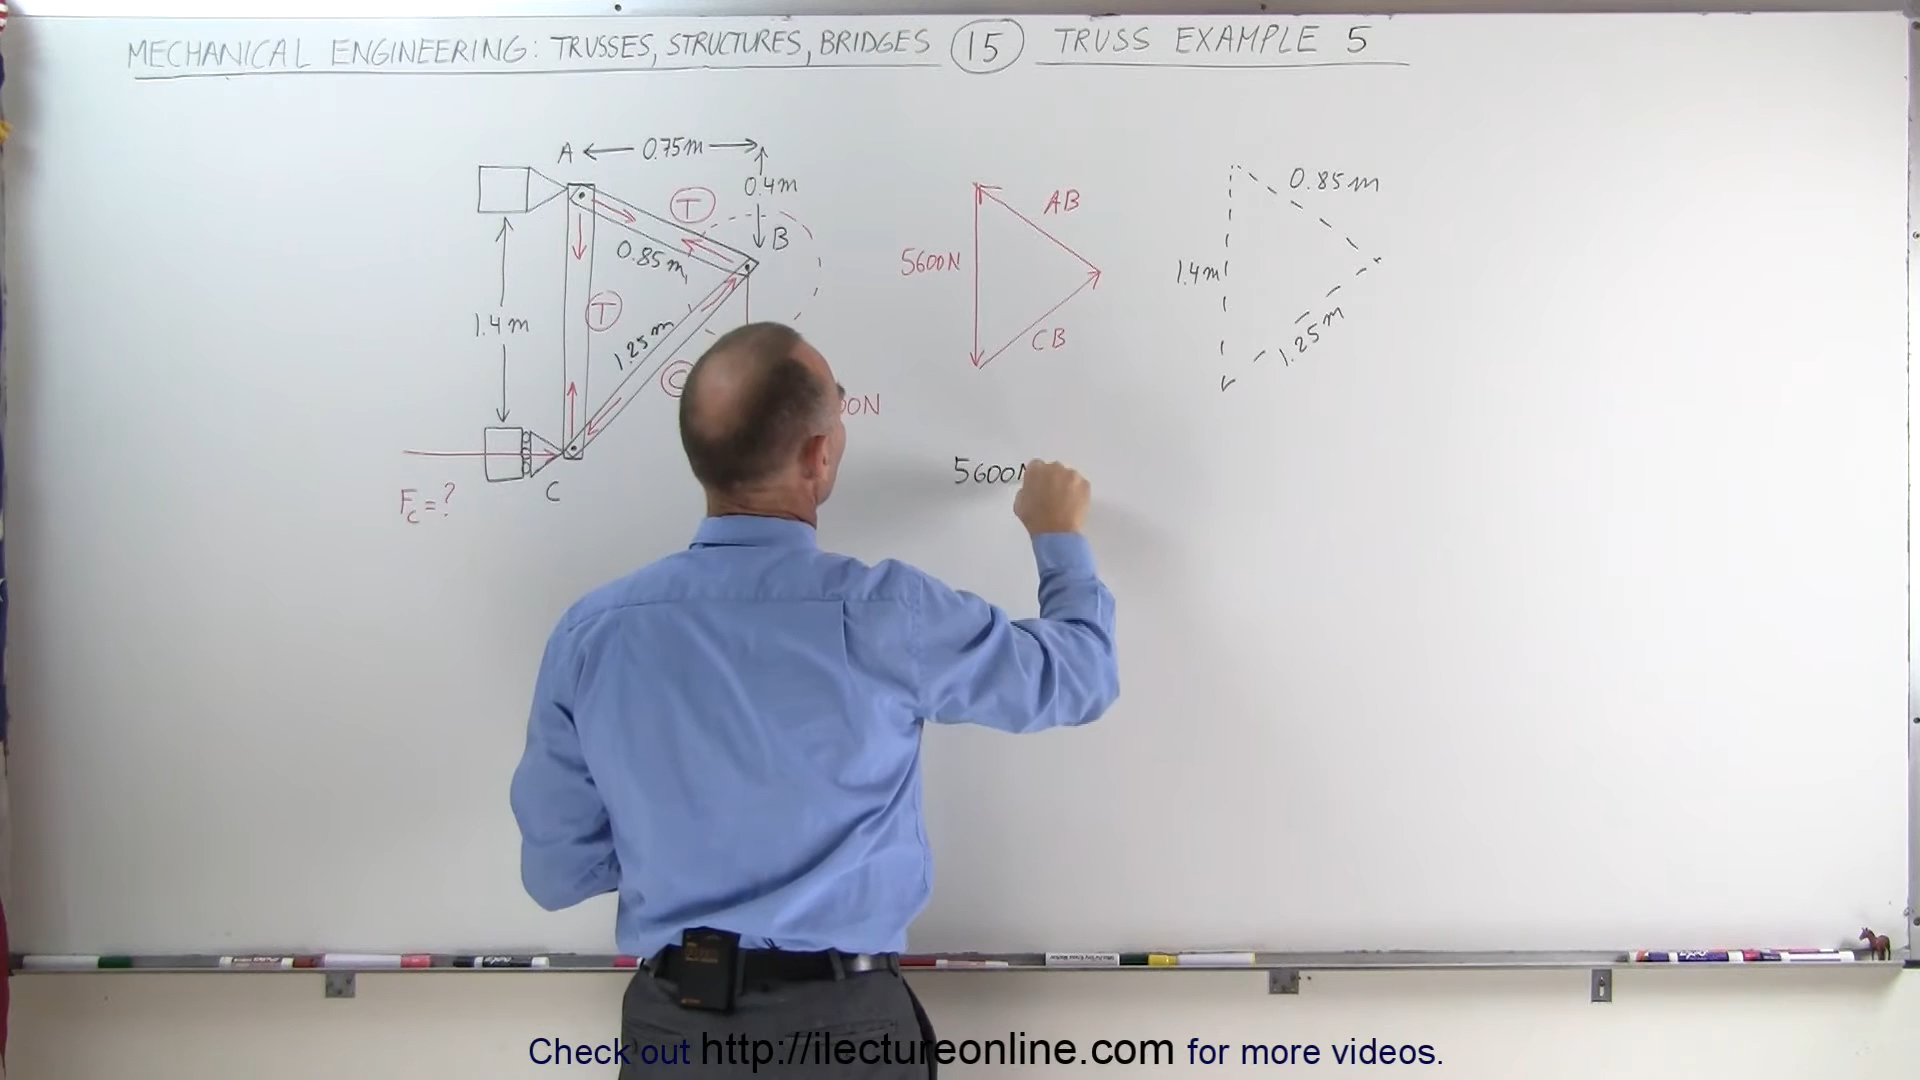 MECHANICAL ENGINEERING: TRUSSES, STRUCTURES, BRIDGES 15 TRUSS EXAMPLE 5
A 0.75m
0.4m
B
T
0.85m
T
1.4m
1.25m
C
00N
C
Fc=?
AB
5600N
CB
0.85m
1.4m
1.25m
5600N
Check out http://ilectureonline.com for more videos.